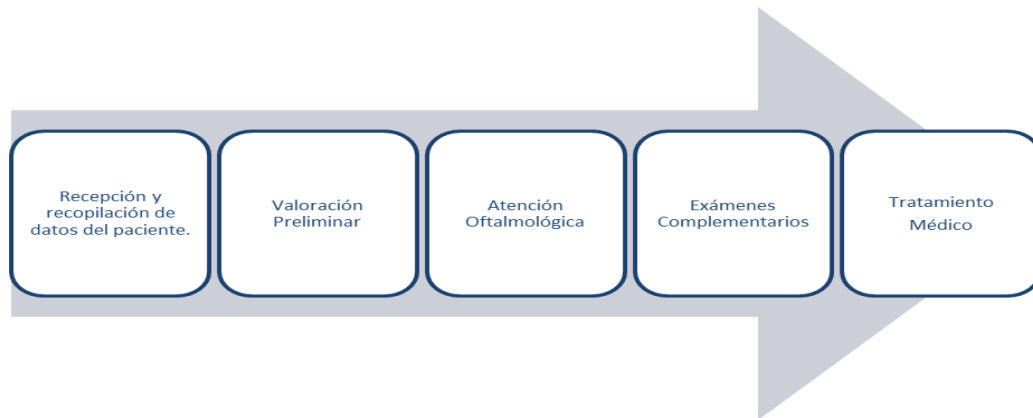 Recepción y
recopilación de
datos del paciente.
Valoración
Preliminar
Atención
Oftalmológica
Exámenes
Complementarios
Tratamiento
Médico